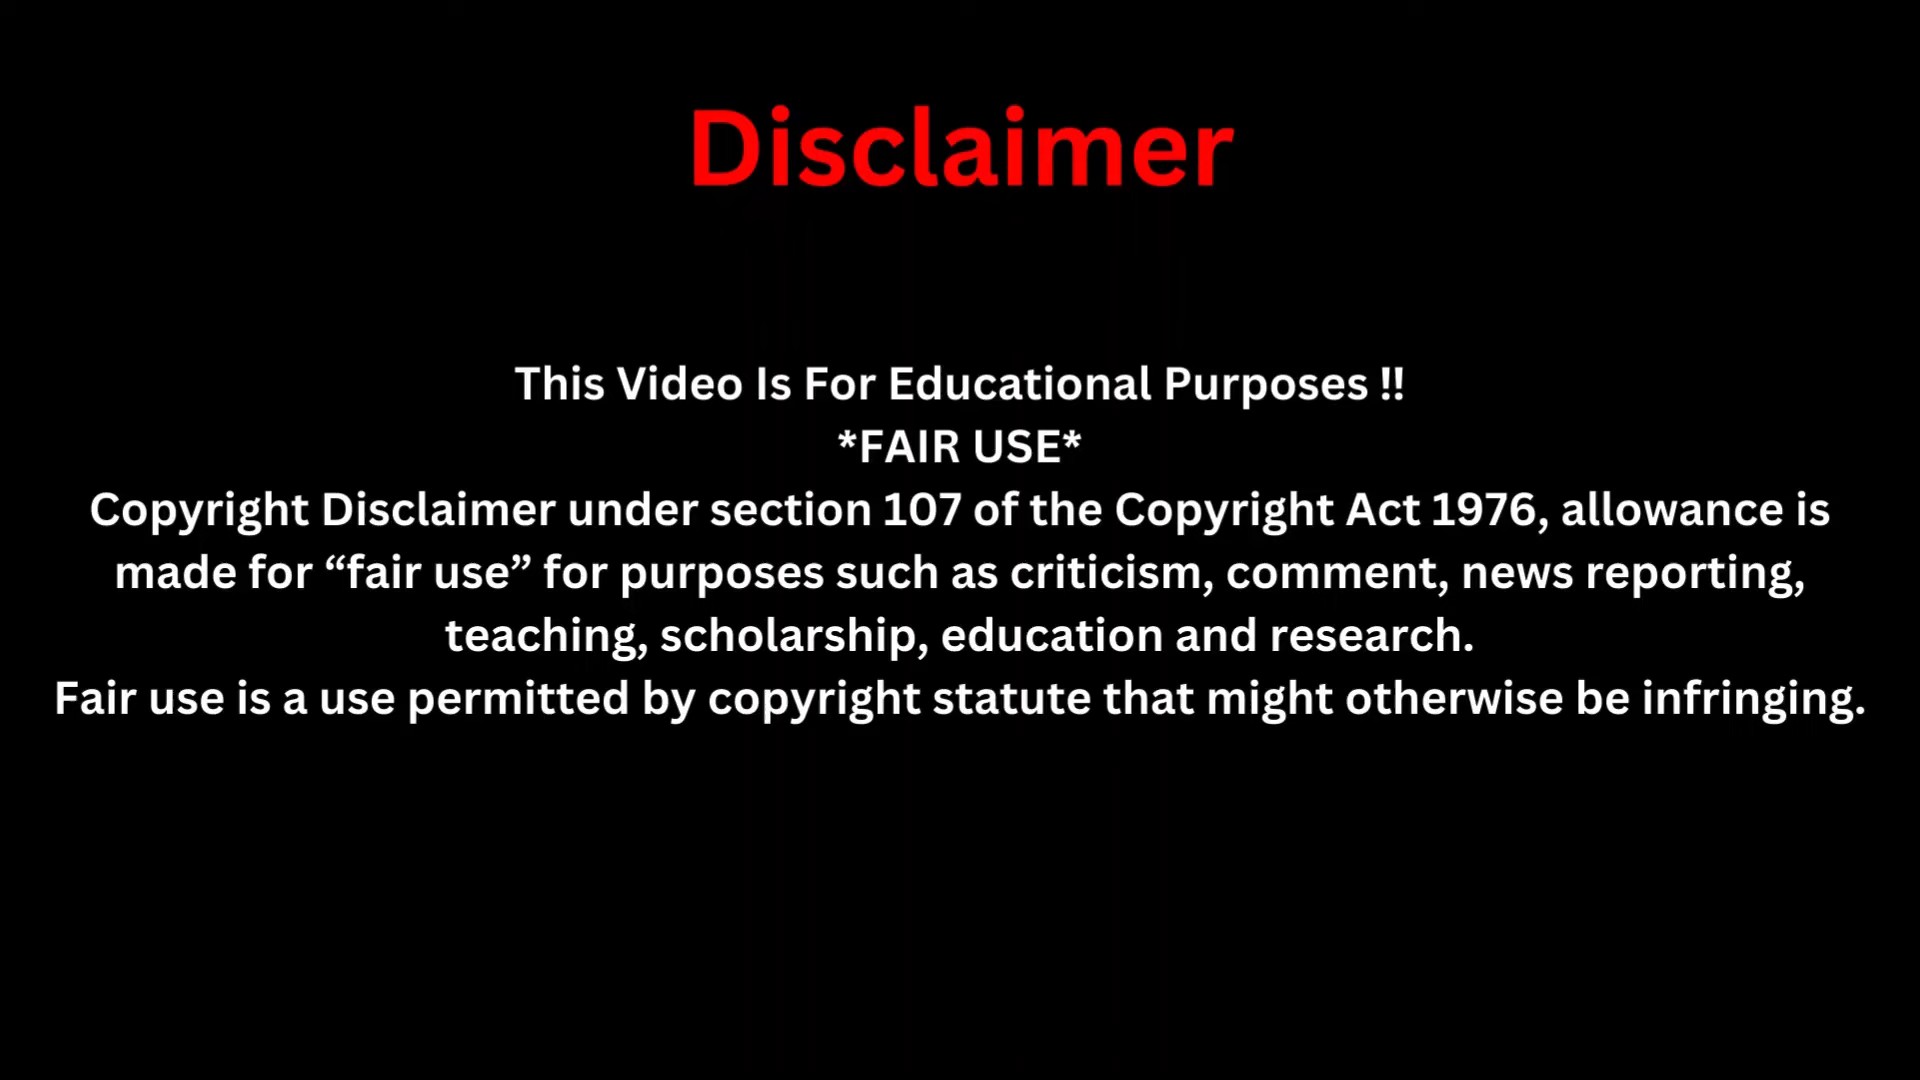 Disclaimer
This Video Is For Educational Purposes !!
*FAIR USE*
Copyright Disclaimer under section 107 of the Copyright Act 1976, allowance is
made for “fair use” for purposes such as criticism, comment, news reporting,
teaching, scholarship, education and research.
Fair use is a use permitted by copyright statute that might otherwise be infringing.